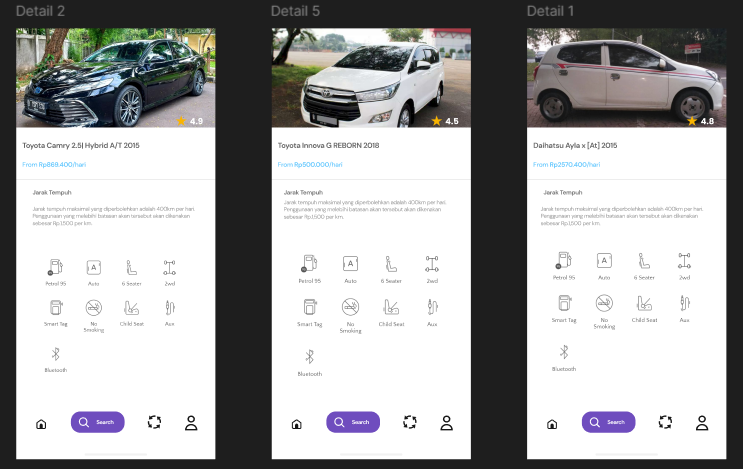 Detail 2
4.9
Toyota Camry 2.5| Hybrid A/T 2015
From Rp869.400/hari
Jarak Tempuh
Jarak tempuh maksimal yang diperbolehkan adalah 400km per hari.
Penggunaan yang melebihi batasan akan tersebut akan dikenakan
sebesar Rp.1,500 per km.
Petrol 95
Auto
6 Seater
2wd
Smart Tag
No
Smoking
Child Seat
Aux
Bluetooth
Search
Detail 5
4.5
Toyota Innova G REBORN 2018
From Rp500.000/hari
Jarak Tempuh
Jarak tempuh maksimal yang diperbolehkan adalah 400km per hari.
Penggunaan yang melebihi batasan akan tersebut akan dikenakan
sebesar Rp.1,500 per km.
Petrol 95
A
Auto
6 Seater
2wd
Smart Tag
No
Smoking
Child Seat
Aux
Bluetooth
Search
Detail 1
4.8
Daihatsu Ayla x [At] 2015
From Rp2570.400/hari
Jarak Tempuh
Jarak tempuh maksimal yang diperbolehkan adalah 400km per hari.
Penggunaan yang melebihi batasan akan tersebut akan dikenakan
sebesar Rp.1,500 per km.
Petrol 95
A
Auto
6 Seater
2wd
Smart Tag
No
Smoking
Child Seat
Aux
Bluetooth
Search